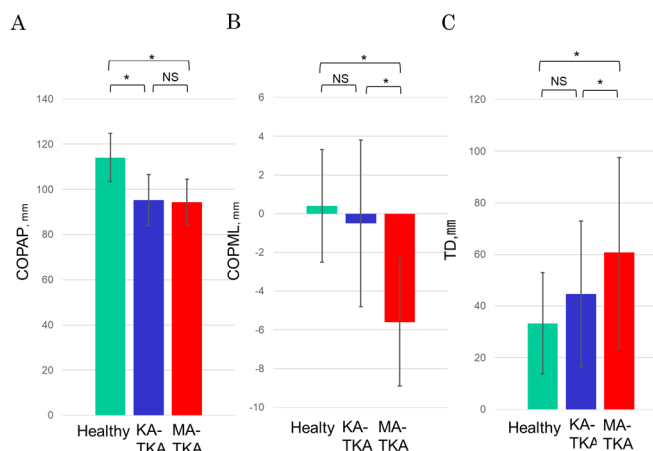 A
*
*
NS
140
120
100
80
60
40
20
0
COPAP, mm
Healthy
KA-
TKA
MA-
TKA
B
*
NS
*
6
4
2
0
-2
-4
-6
-8
-10
COPML, mm
Healty
KA-
TKA
MA-
TKA
C
*
NS
*
120
100
80
60
40
20
0
TD,㎜
Healthy
KA-
TKA
MA-
TKA